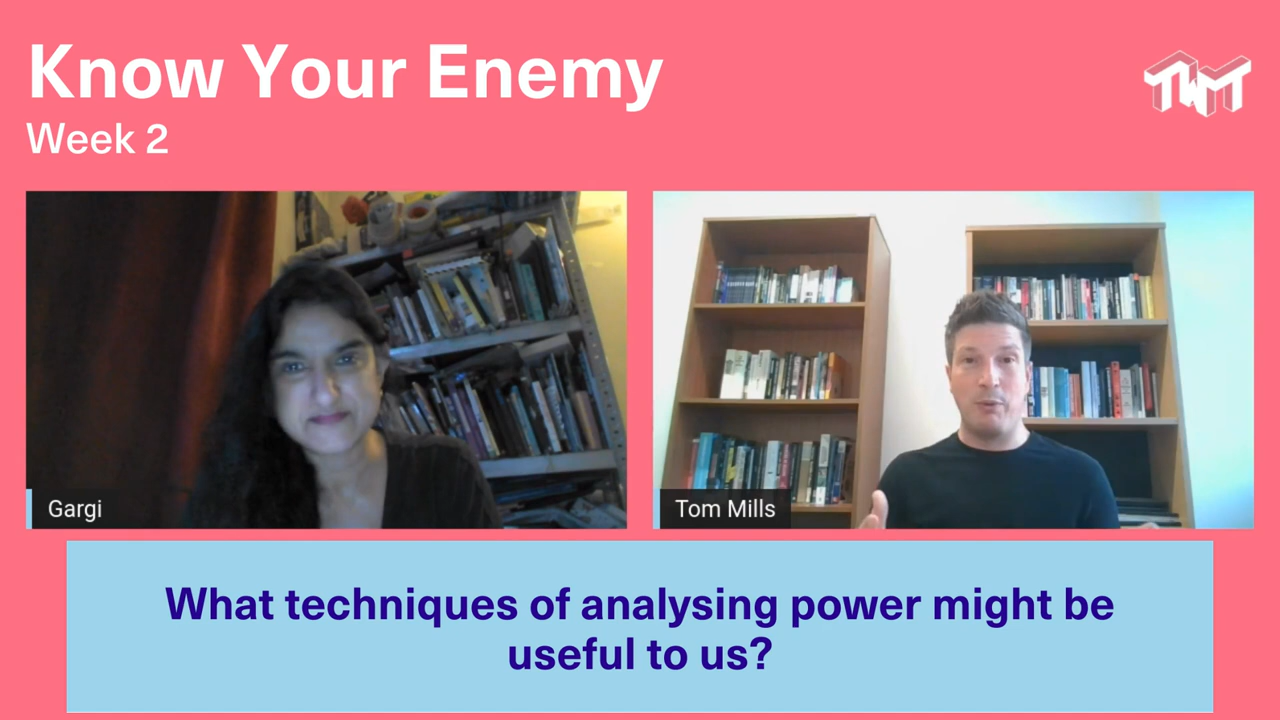 Know Your Enemy
TWT
Week 2
Gargi
Tom Mills
What techniques of analysing power might be
useful to us?